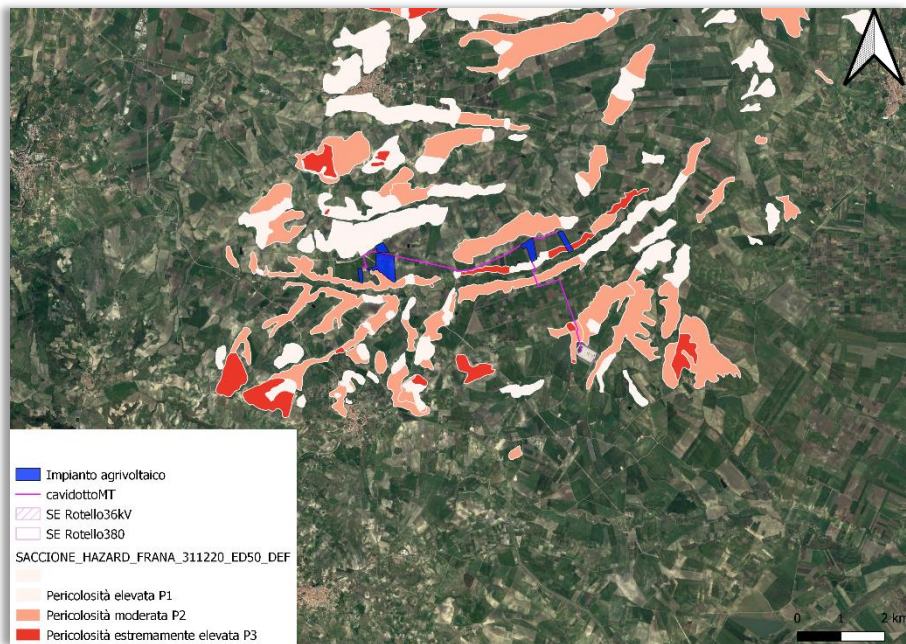 Impianto agrivoltaico
cavidottoMT
SE Rotello36kV
SE Rotello380
SACCIONE_HAZARD_FRANA_311220_ED50_DEF
Pericolosità elevata P1
Pericolosità moderata P2
Pericolosità estremamente elevata P3
0 1 2 km